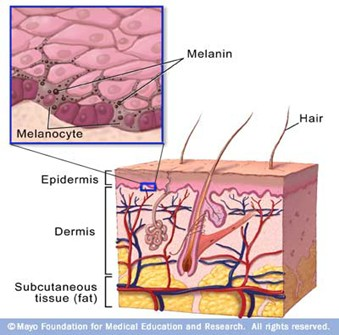 Melanin
Melanocyte
Hair
Epidermis
Dermis
Subcutaneous
tissue (fat)
© Mayo Foundation for Medical Education and Research. All rights reserved.